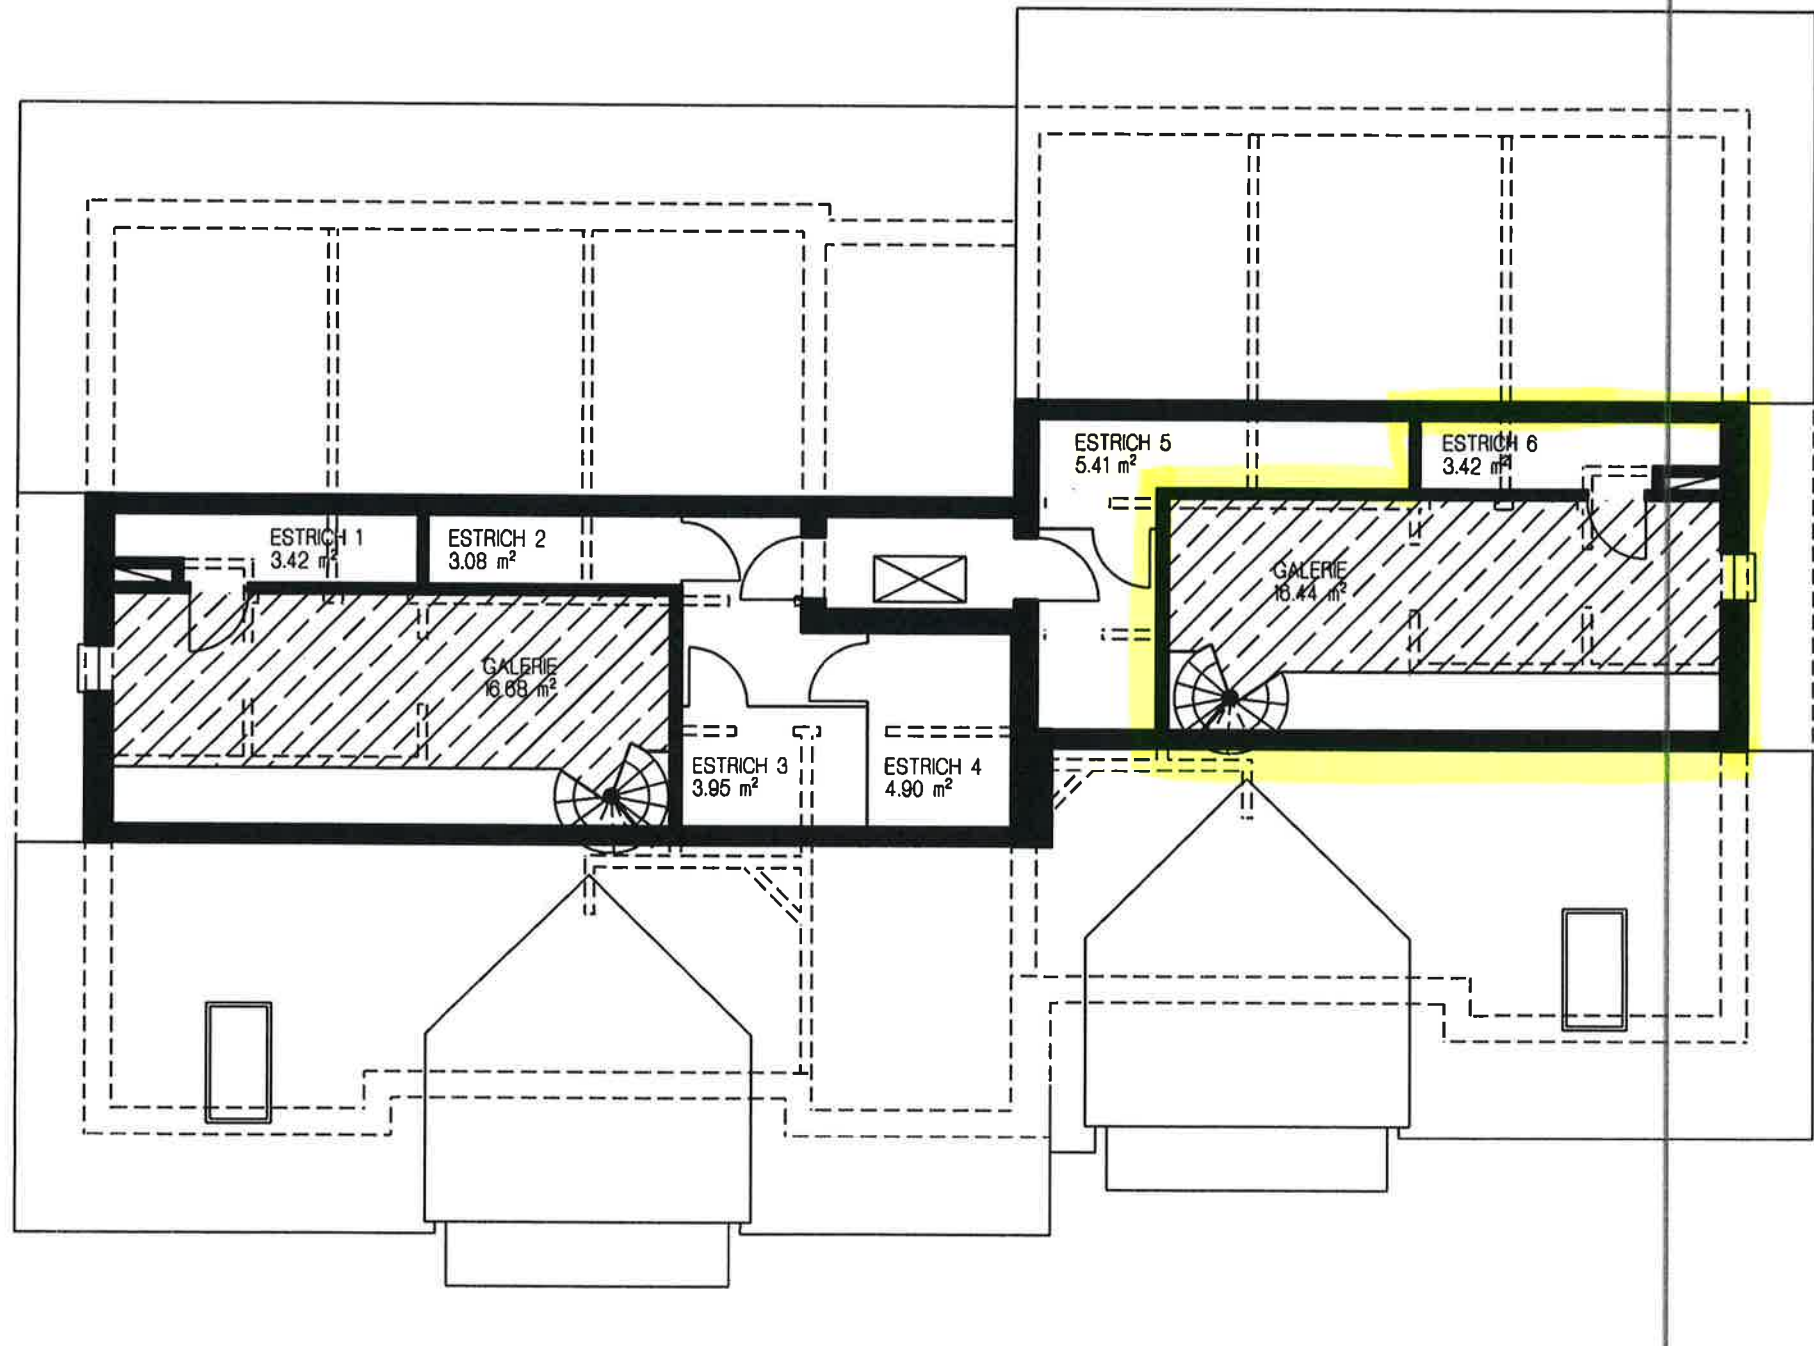 ESTRICH 5
5.41 m²
ESTRICH 6
3.42 m²
ESTRICH 1
3.42 m²
ESTRICH 2
3.08 m²
GALERIE
16.44 m²
GALERIE
16.68 m²
ESTRICH 3
3.95 m²
ESTRICH 4
4.90 m²